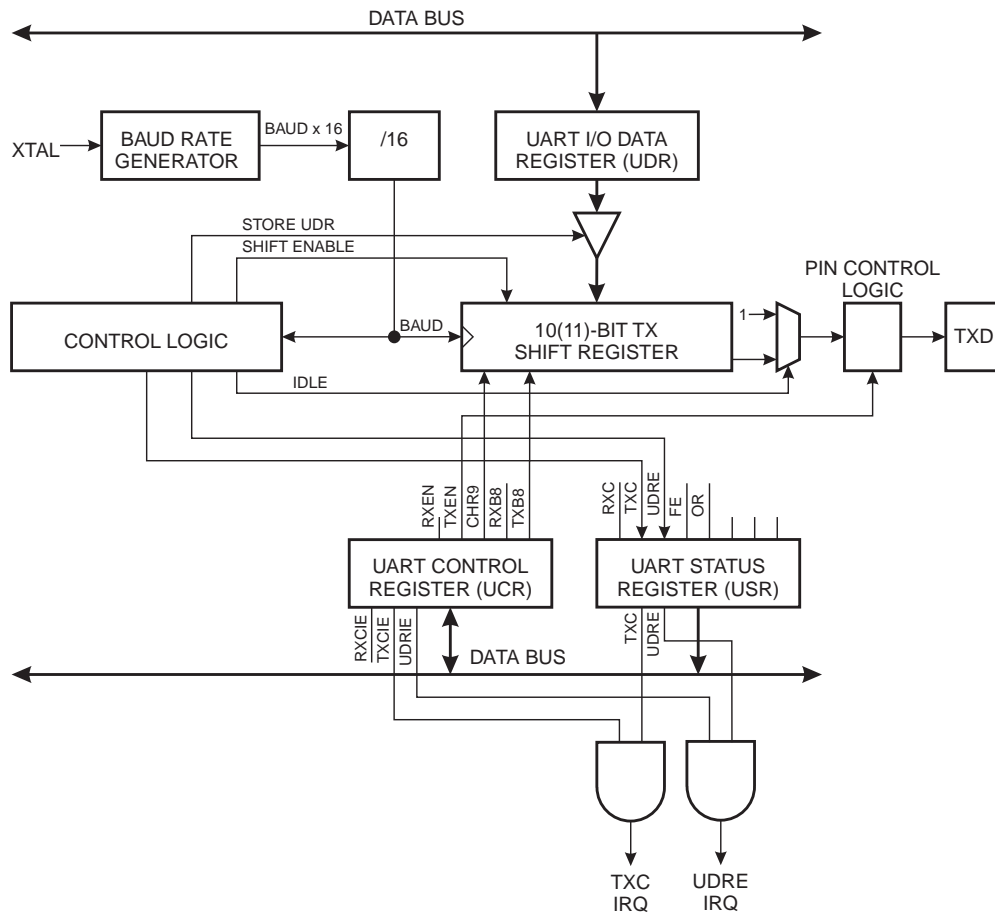 DATA BUS
XTAL
BAUD RATE
GENERATOR
BAUD x 16
/16
UART I/O DATA
REGISTER (UDR)
STORE UDR
SHIFT ENABLE
PIN CONTROL
LOGIC
CONTROL LOGIC
BAUD
10(11)-BIT TX
SHIFT REGISTER
1
TXD
IDLE
RXEN
TXEN
CHR9
RXB8
TXB8
RXC
TXC
UDRE
FE
OR
UART CONTROL
REGISTER (UCR)
UART STATUS
REGISTER (USR)
RXCIE
TXCIE
UDRIE
TXC
UDRE
DATA BUS
TXC
IRQ
UDRE
IRQ